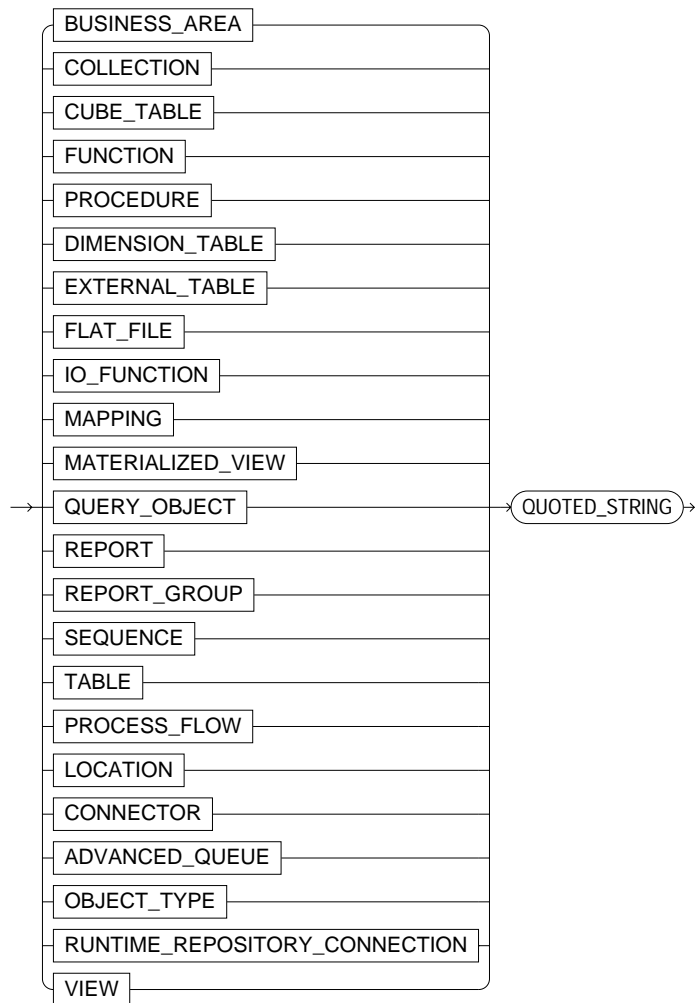 BUSINESS_AREA
COLLECTION
CUBE_TABLE
FUNCTION
PROCEDURE
DIMENSION_TABLE
EXTERNAL_TABLE
FLAT_FILE
IO_FUNCTION
MAPPING
MATERIALIZED_VIEW
QUERY_OBJECT QUOTED_STRING
REPORT
REPORT_GROUP
SEQUENCE
TABLE
PROCESS_FLOW
LOCATION
CONNECTOR
ADVANCED_QUEUE
OBJECT_TYPE
RUNTIME_REPOSITORY_CONNECTION
VIEW